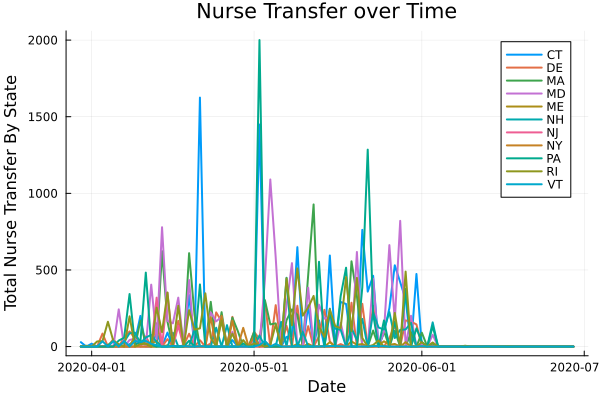 Nurse Transfer over Time
Total Nurse Transfer By State
2000
1500
1000
500
0
CT
DE
MA
MD
ME
NH
NJ
NY
PA
RI
VT
2020-04-01
2020-05-01
2020-06-01
2020-07
Date